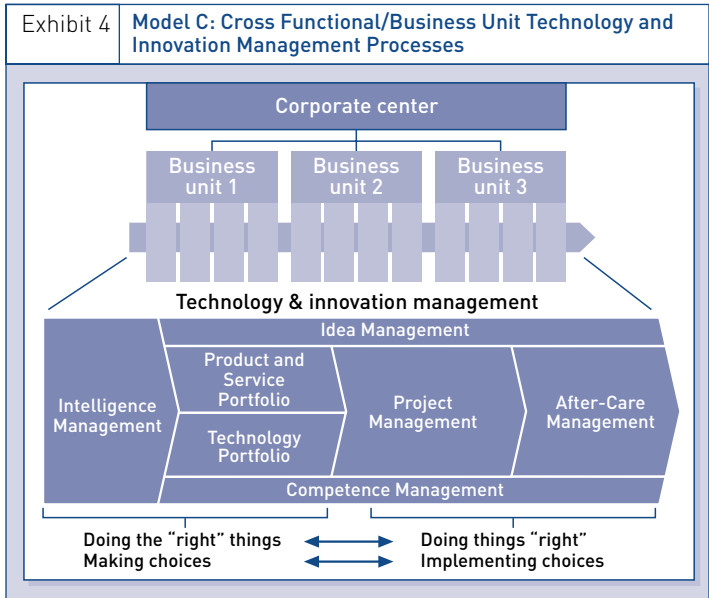 Exhibit 4
Model C: Cross Functional/Business Unit Technology and
Innovation Management Processes
Corporate center
Business
unit 1
Business
unit 2
Business
unit 3
Technology & innovation management
Idea Management
Intelligence
Management
Product and
Service
Portfolio
Technology
Portfolio
Project
Management
After-Care
Management
Competence Management
Doing the “right” things
Making choices
Doing things “right”
Implementing choices